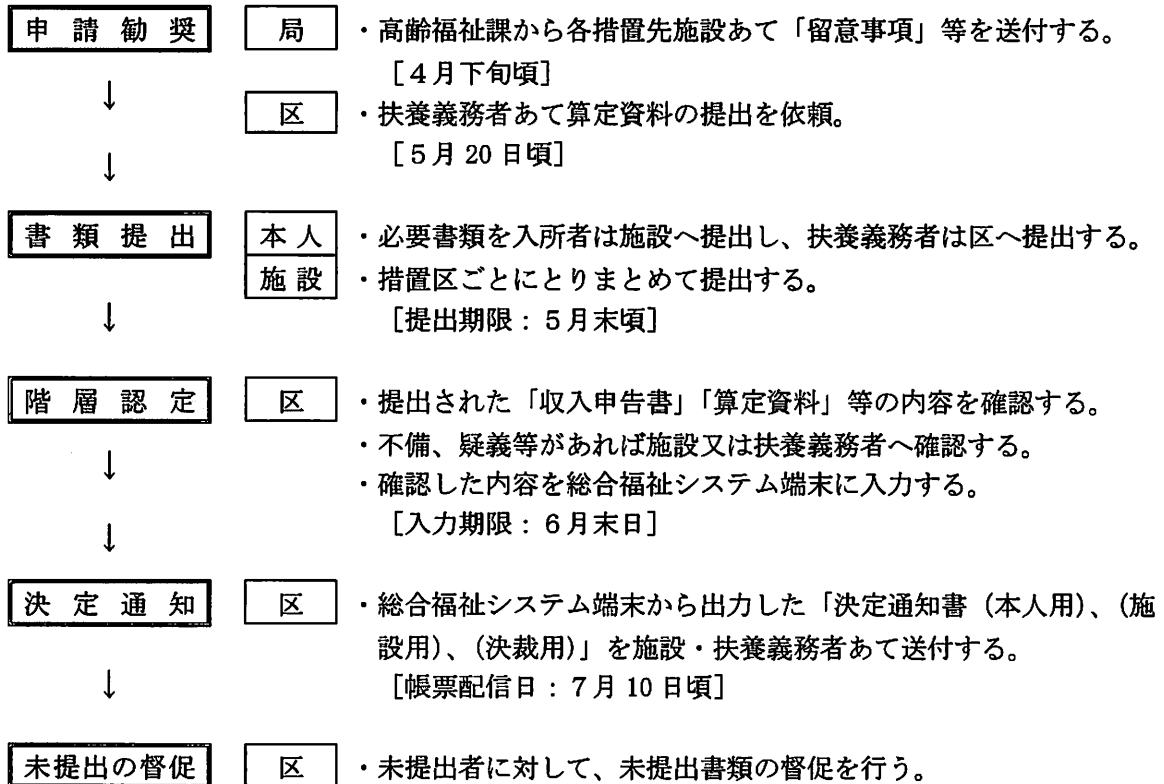 申請勧奨 局 ・高齢福祉課から各措置先施設あて「留意事項」等を送付する。
［４月下旬頃］
↓
区 ・扶養義務者あて算定資料の提出を依頼。
［５月 20 日頃］
↓
書類提出 本人 ・必要書類を入所者は施設へ提出し、扶養義務者は区へ提出する。
施設 ・措置区ごとにとりまとめて提出する。
↓ ［提出期限：５月末頃］
階層認定 区 ・提出された「収入申告書」「算定資料」等の内容を確認する。
・不備、疑義等があれば施設又は扶養義務者へ確認する。
↓
・確認した内容を総合福祉システム端末に入力する。
［入力期限：６月末日］
↓
決定通知 区 ・総合福祉システム端末から出力した「決定通知書（本人用）、（施
設用）、（決裁用）」を施設・扶養義務者あて送付する。
↓ ［帳票配信日：７月 10 日頃］
未提出の督促 区 ・未提出者に対して、未提出書類の督促を行う。